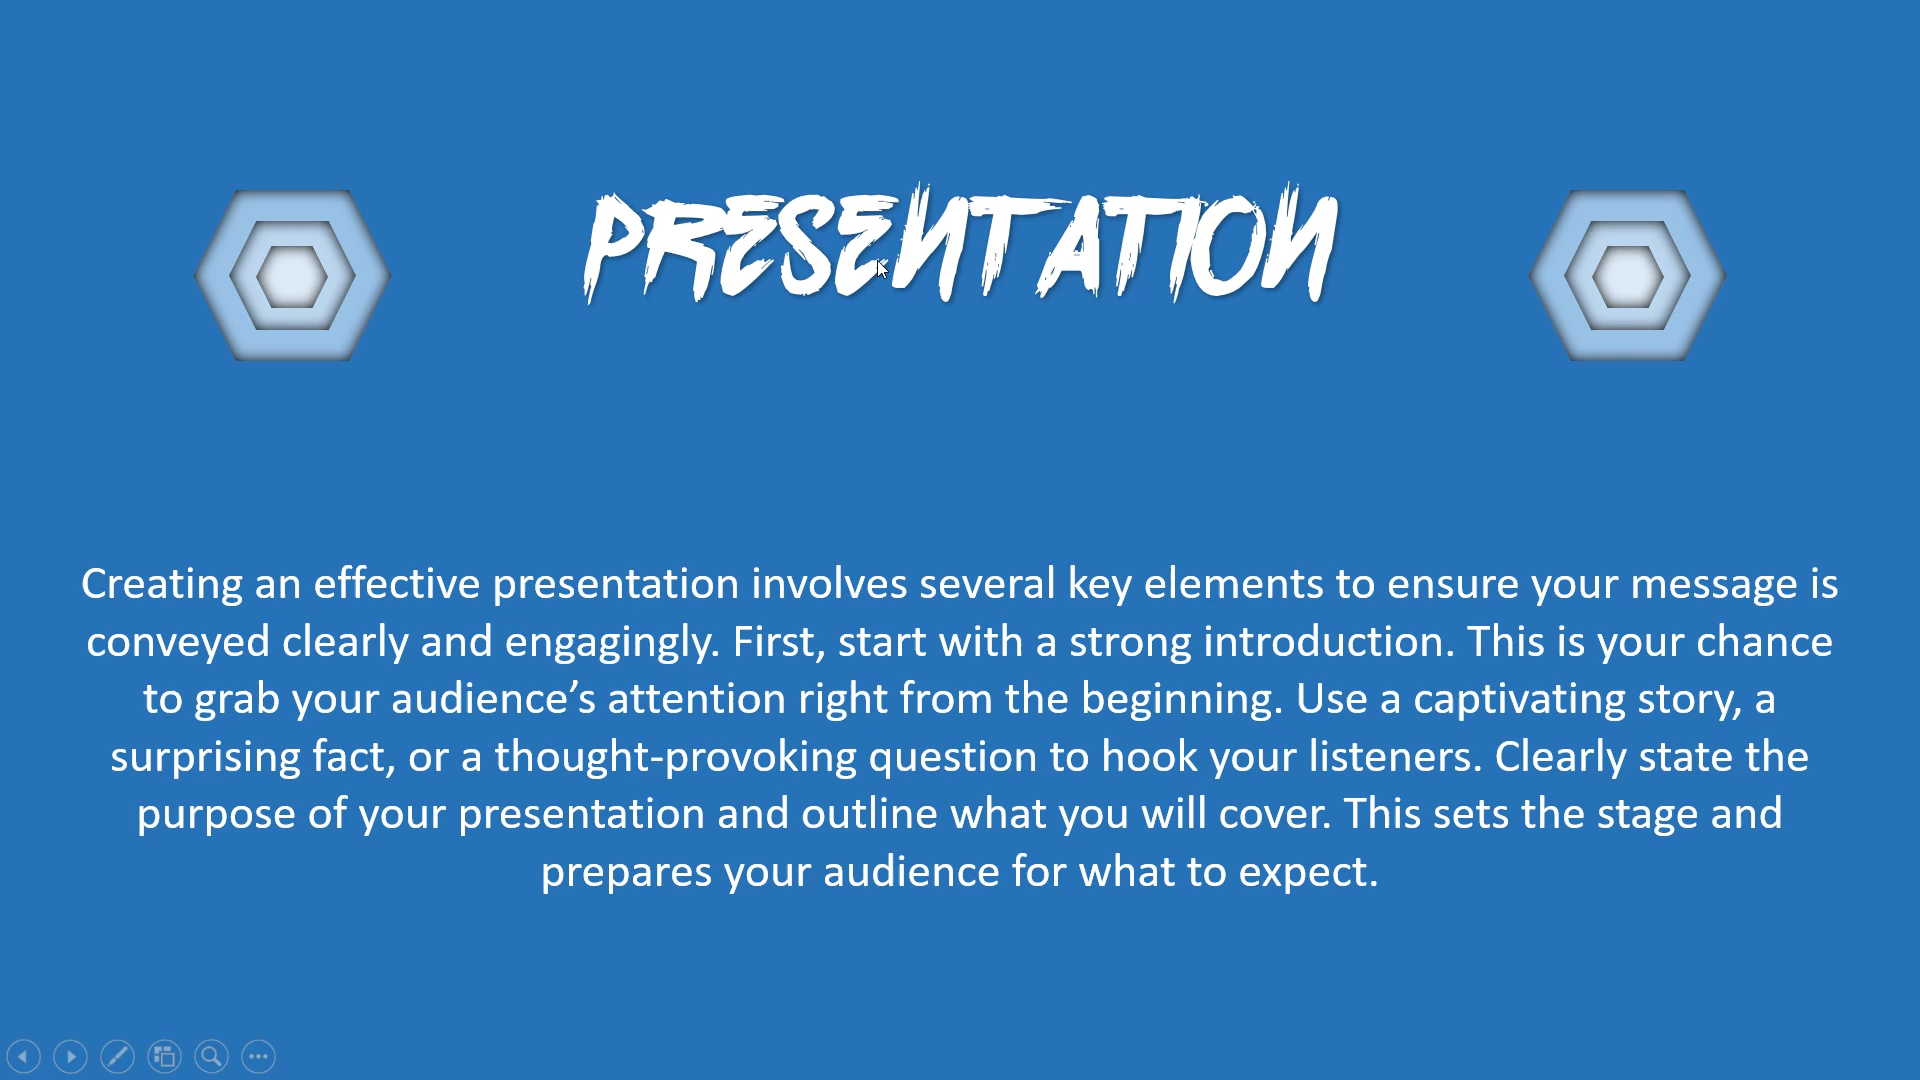 PRESENTATION
Creating an effective presentation involves several key elements to ensure your message is
conveyed clearly and engagingly. First, start with a strong introduction. This is your chance
to grab your audience’s attention right from the beginning. Use a captivating story, a
surprising fact, or a thought-provoking question to hook your listeners. Clearly state the
purpose of your presentation and outline what you will cover. This sets the stage and
prepares your audience for what to expect.